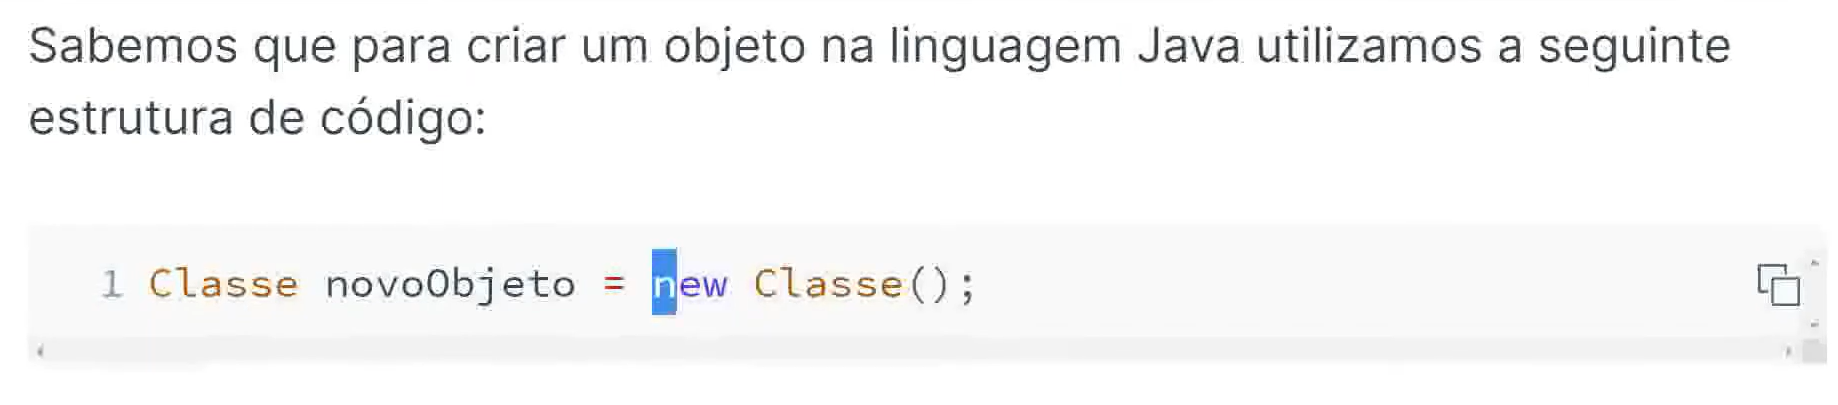 Sabemos que para criar um objeto na linguagem Java utilizamos a seguinte
estrutura de código:
1 Classe novoObjeto = new Classe();